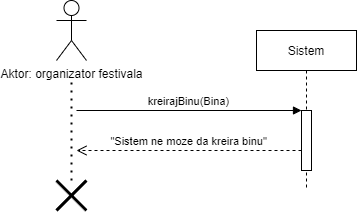 Sistem
Aktor: organizator festivala
kreirajBinu(Bina)
"Sistem ne moze da kreira binu"